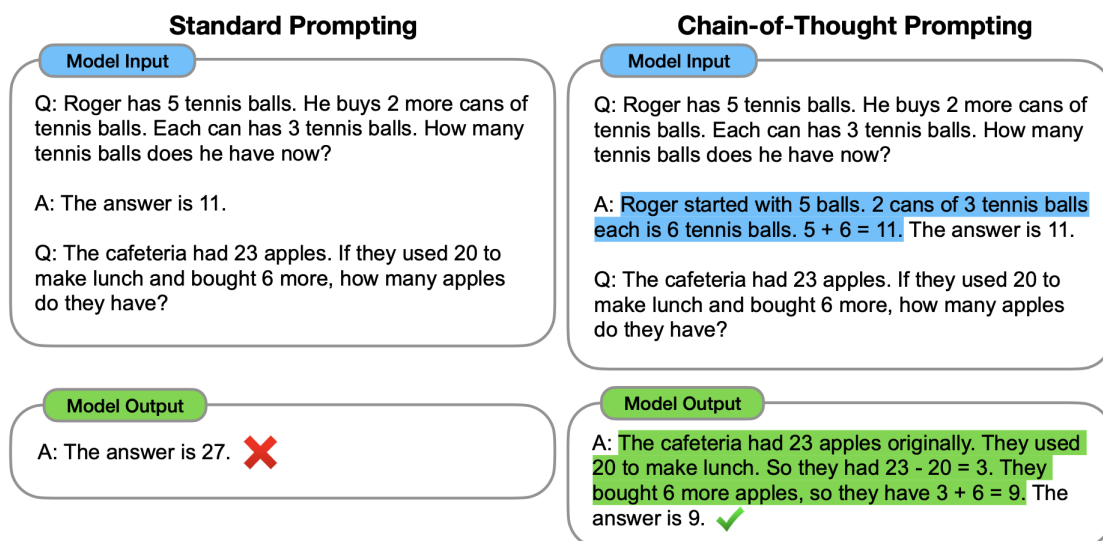 Standard Prompting
Model Input
Q: Roger has 5 tennis balls. He buys 2 more cans of
tennis balls. Each can has 3 tennis balls. How many
tennis balls does he have now?
A: The answer is 11.
Q: The cafeteria had 23 apples. If they used 20 to
make lunch and bought 6 more, how many apples
do they have?
Model Output
A: The answer is 27.
Chain-of-Thought Prompting
Model Input
Q: Roger has 5 tennis balls. He buys 2 more cans of
tennis balls. Each can has 3 tennis balls. How many
tennis balls does he have now?
A: Roger started with 5 balls. 2 cans of 3 tennis balls
each is 6 tennis balls. 5 + 6 = 11. The answer is 11.
Q: The cafeteria had 23 apples. If they used 20 to
make lunch and bought 6 more, how many apples
do they have?
Model Output
A: The cafeteria had 23 apples originally. They used
20 to make lunch. So they had 23 - 20 = 3. They
bought 6 more apples, so they have 3 + 6 = 9. The
answer is 9.